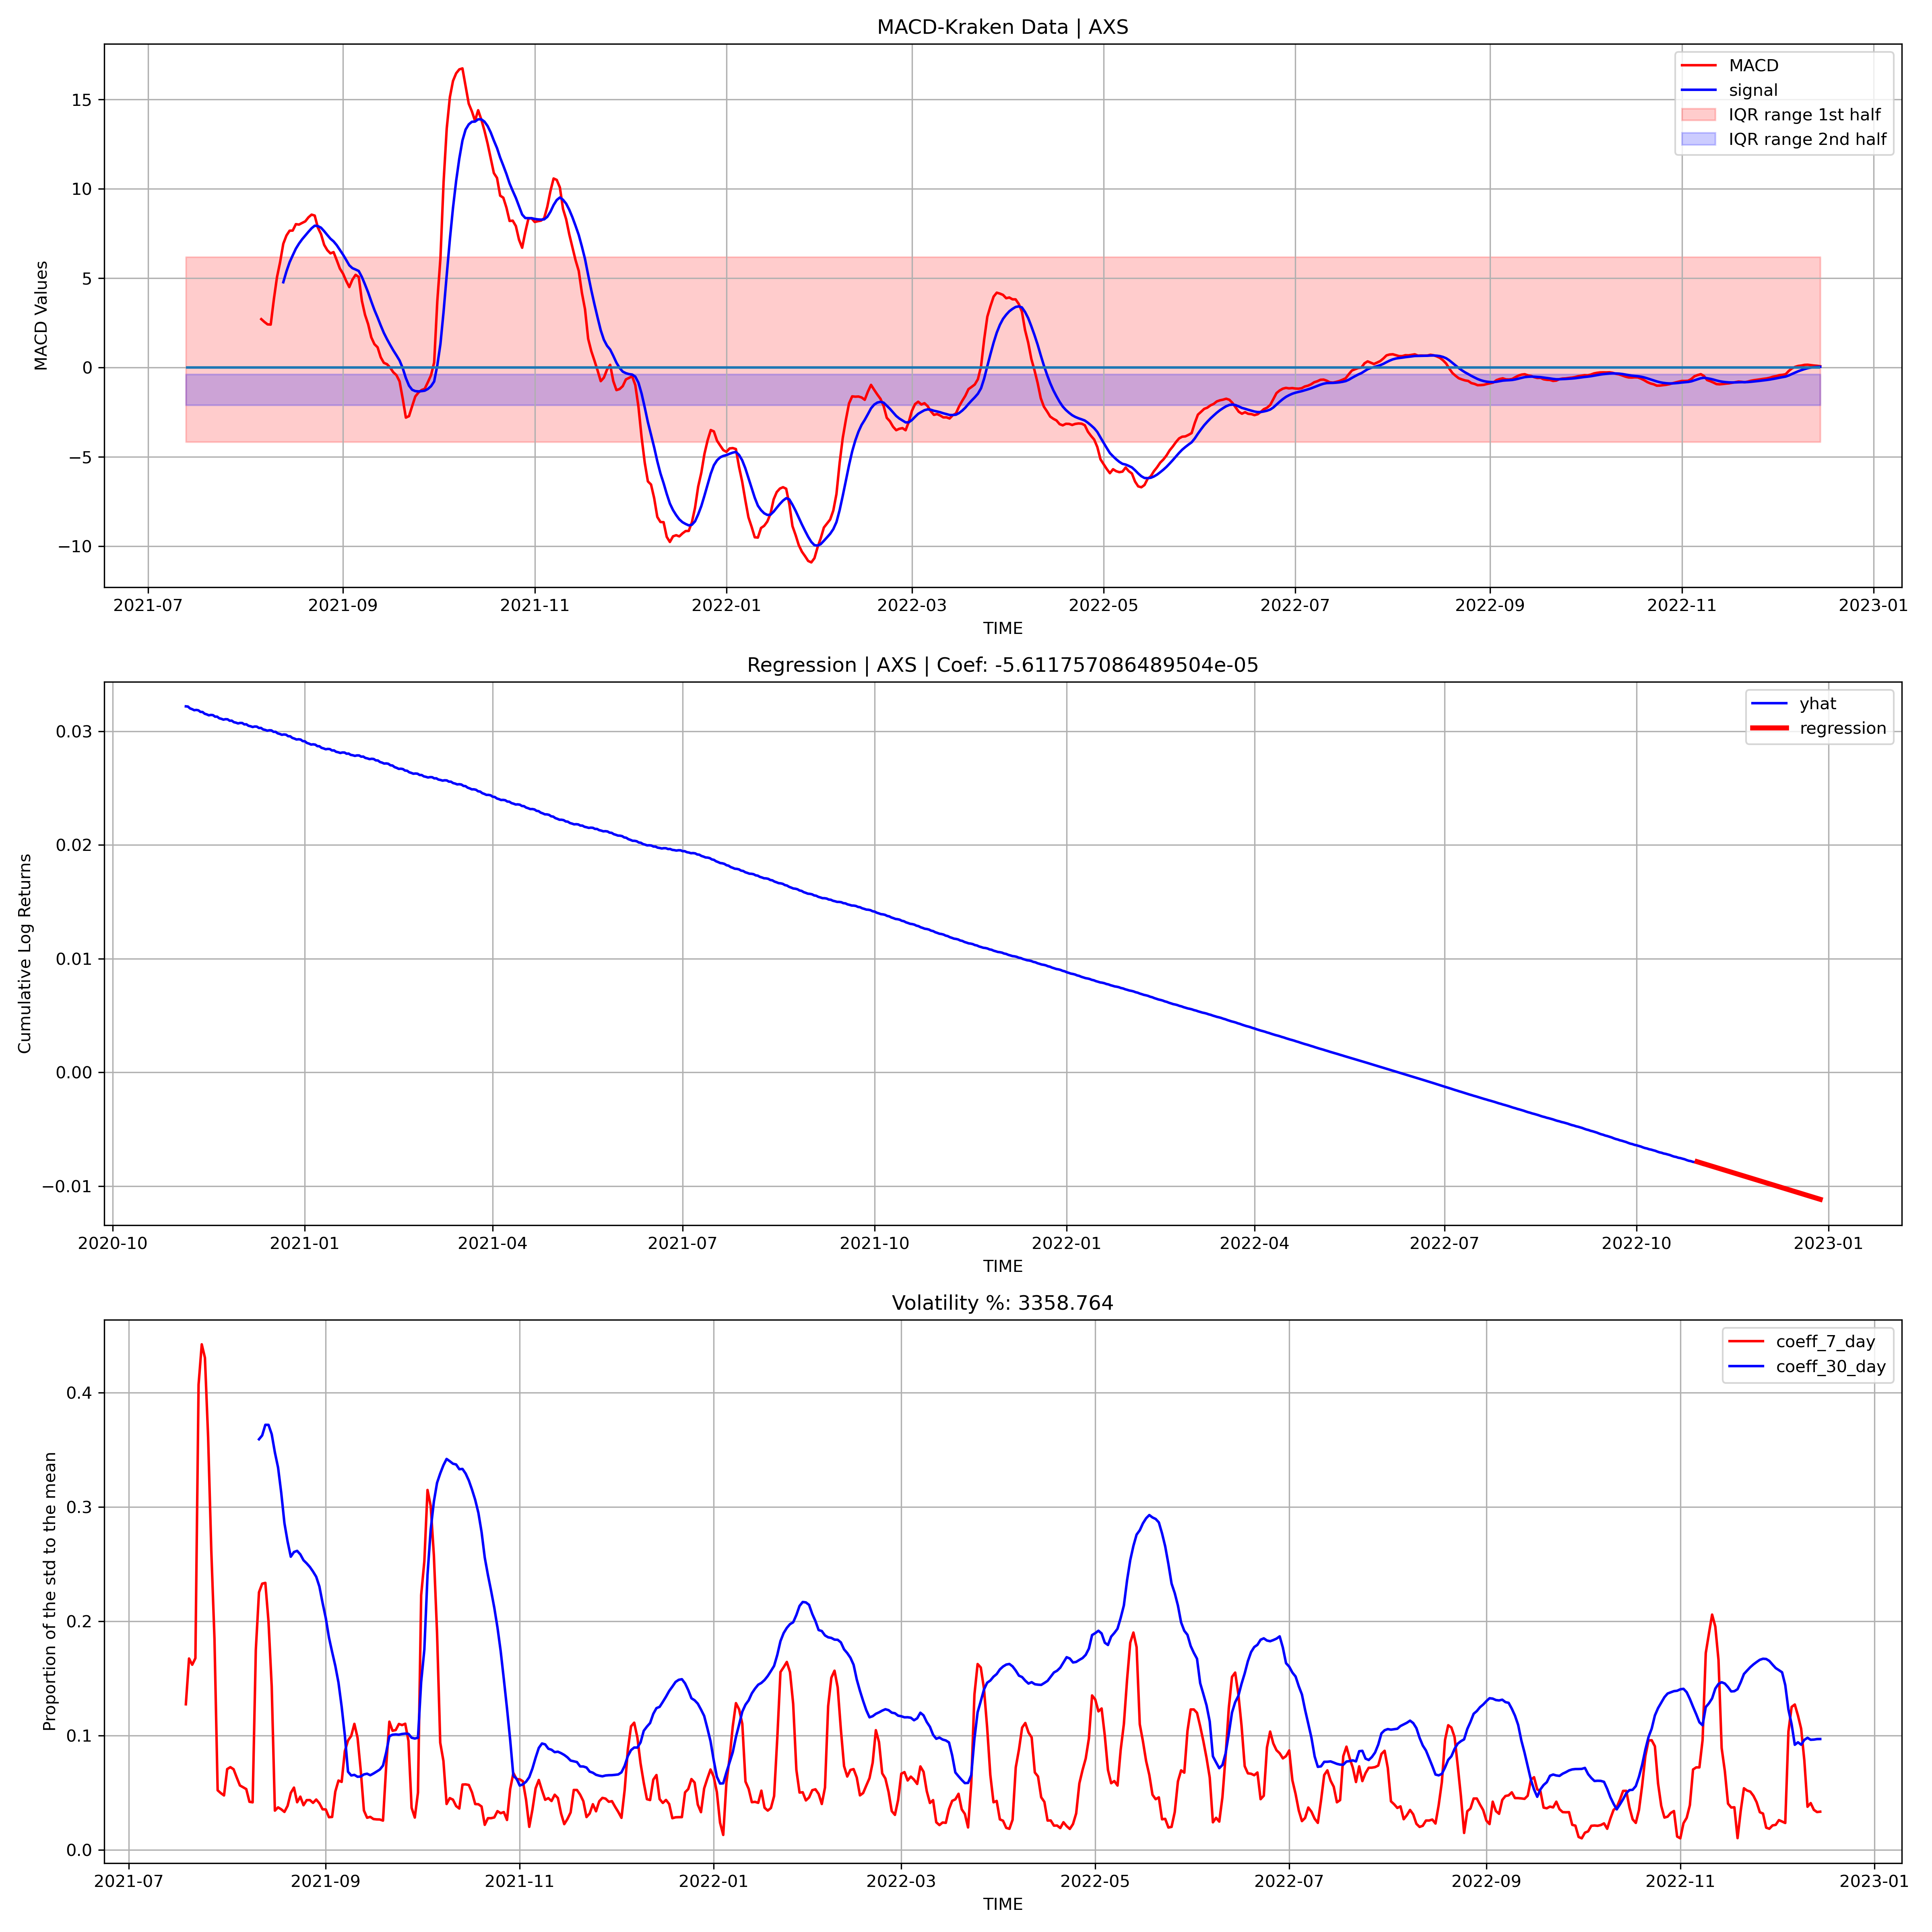 MACD-Kraken Data | AXS
MACD
signal
IQR range 1st half
IQR range 2nd half
MACD Values
15
10
5
0
−5
−10
2021-07 2021-09 2021-11 2022-01 2022-03 2022-05 2022-07 2022-09 2022-11 2023-01
TIME
Regression | AXS | Coef: -5.611757086489504e-05
yhat
regression
Cumulative Log Returns
0.03
0.02
0.01
0.00
−0.01
2020-10 2021-01 2021-04 2021-07 2021-10 2022-01 2022-04 2022-07 2022-10 2023-01
TIME
Volatility %: 3358.764
coeff_7_day
coeff_30_day
Proportion of the std to the mean
0.4
0.3
0.2
0.1
0.0
2021-07 2021-09 2021-11 2022-01 2022-03 2022-05 2022-07 2022-09 2022-11 2023-01
TIME